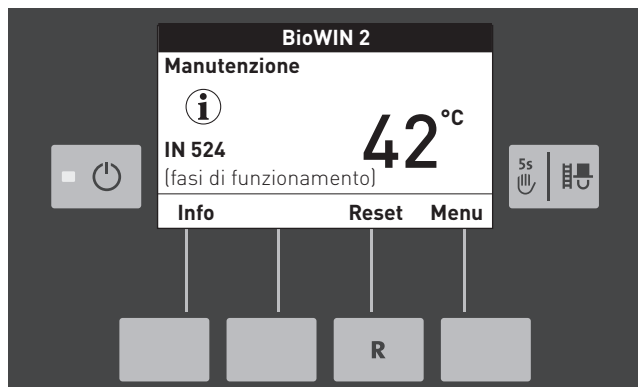 BioWIN 2
Manutenzione
i
42 °C
IN 524
(fasi di funzionamento)
Info Reset Menu
5s
R